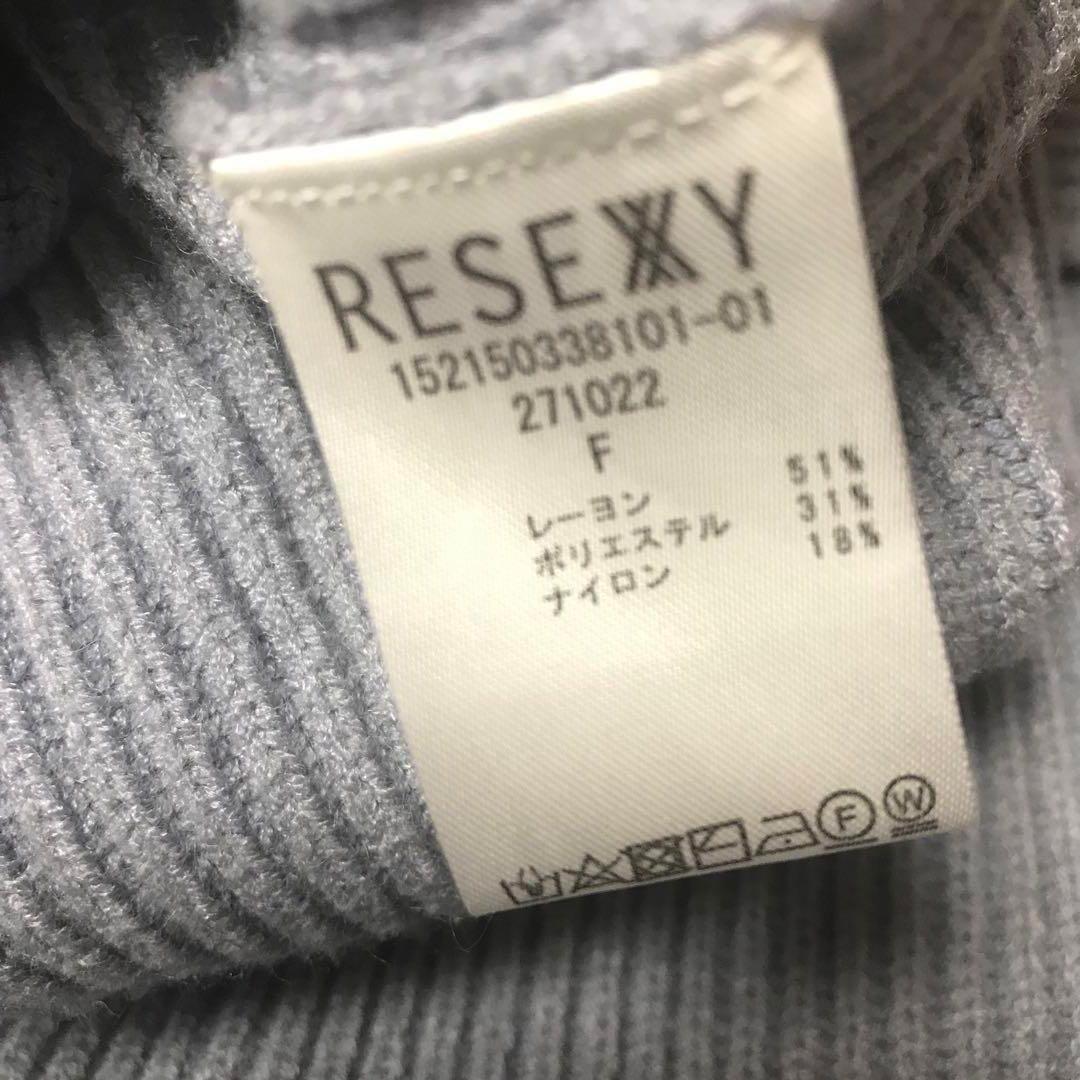 RESEXXY
152150338101-01
271022
F
レーヨン 51%
ポリエステル 31%
ナイロン 18%
F W